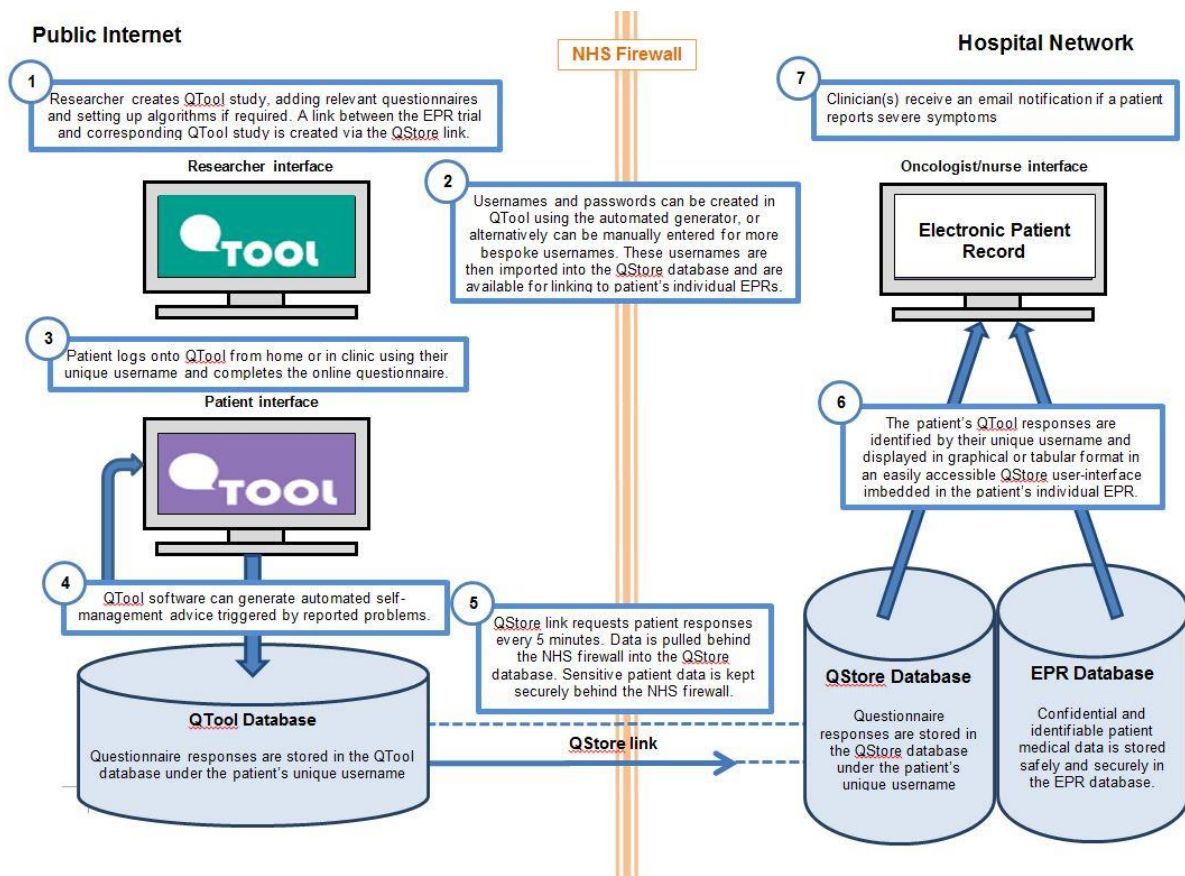 Public Internet
NHS Firewall
Hospital Network
1
Researcher creates QTool study, adding relevant questionnaires
and setting up algorithms if required. A link between the EPR trial
and corresponding QTool study is created via the QStore link.
7
Clinician(s) receive an email notification if a patient
reports severe symptoms
Researcher interface
QTOOL
2
Usernames and passwords can be created in
QTool using the automated generator, or
alternatively can be manually entered for more
bespoke usernames. These usernames are
then imported into the QStore database and are
available for linking to patient's individual EPRs.
Oncologist/nurse interface
Electronic Patient
Record
3
Patient logs onto QTool from home or in clinic using their
unique username and completes the online questionnaire.
Patient interface
QTOOL
6
The patient's QTool responses are
identified by their unique username and
displayed in graphical or tabular format in
an easily accessible QStore user-interface
imbedded in the patient's individual EPR.
4
QTool software can generate automated self-
management advice triggered by reported problems.
5
QStore link requests patient responses
every 5 minutes. Data is pulled behind
the NHS firewall into the QStore
database. Sensitive patient data is kept
securely behind the NHS firewall.
QTool Database
Questionnaire responses are stored in the QTool
database under the patient's unique username
QStore link
QStore Database
Questionnaire
responses are stored in
the QStore database
under the patient's
unique username
EPR Database
Confidential and
identifiable patient
medical data is stored
safely and securely in
the EPR database.